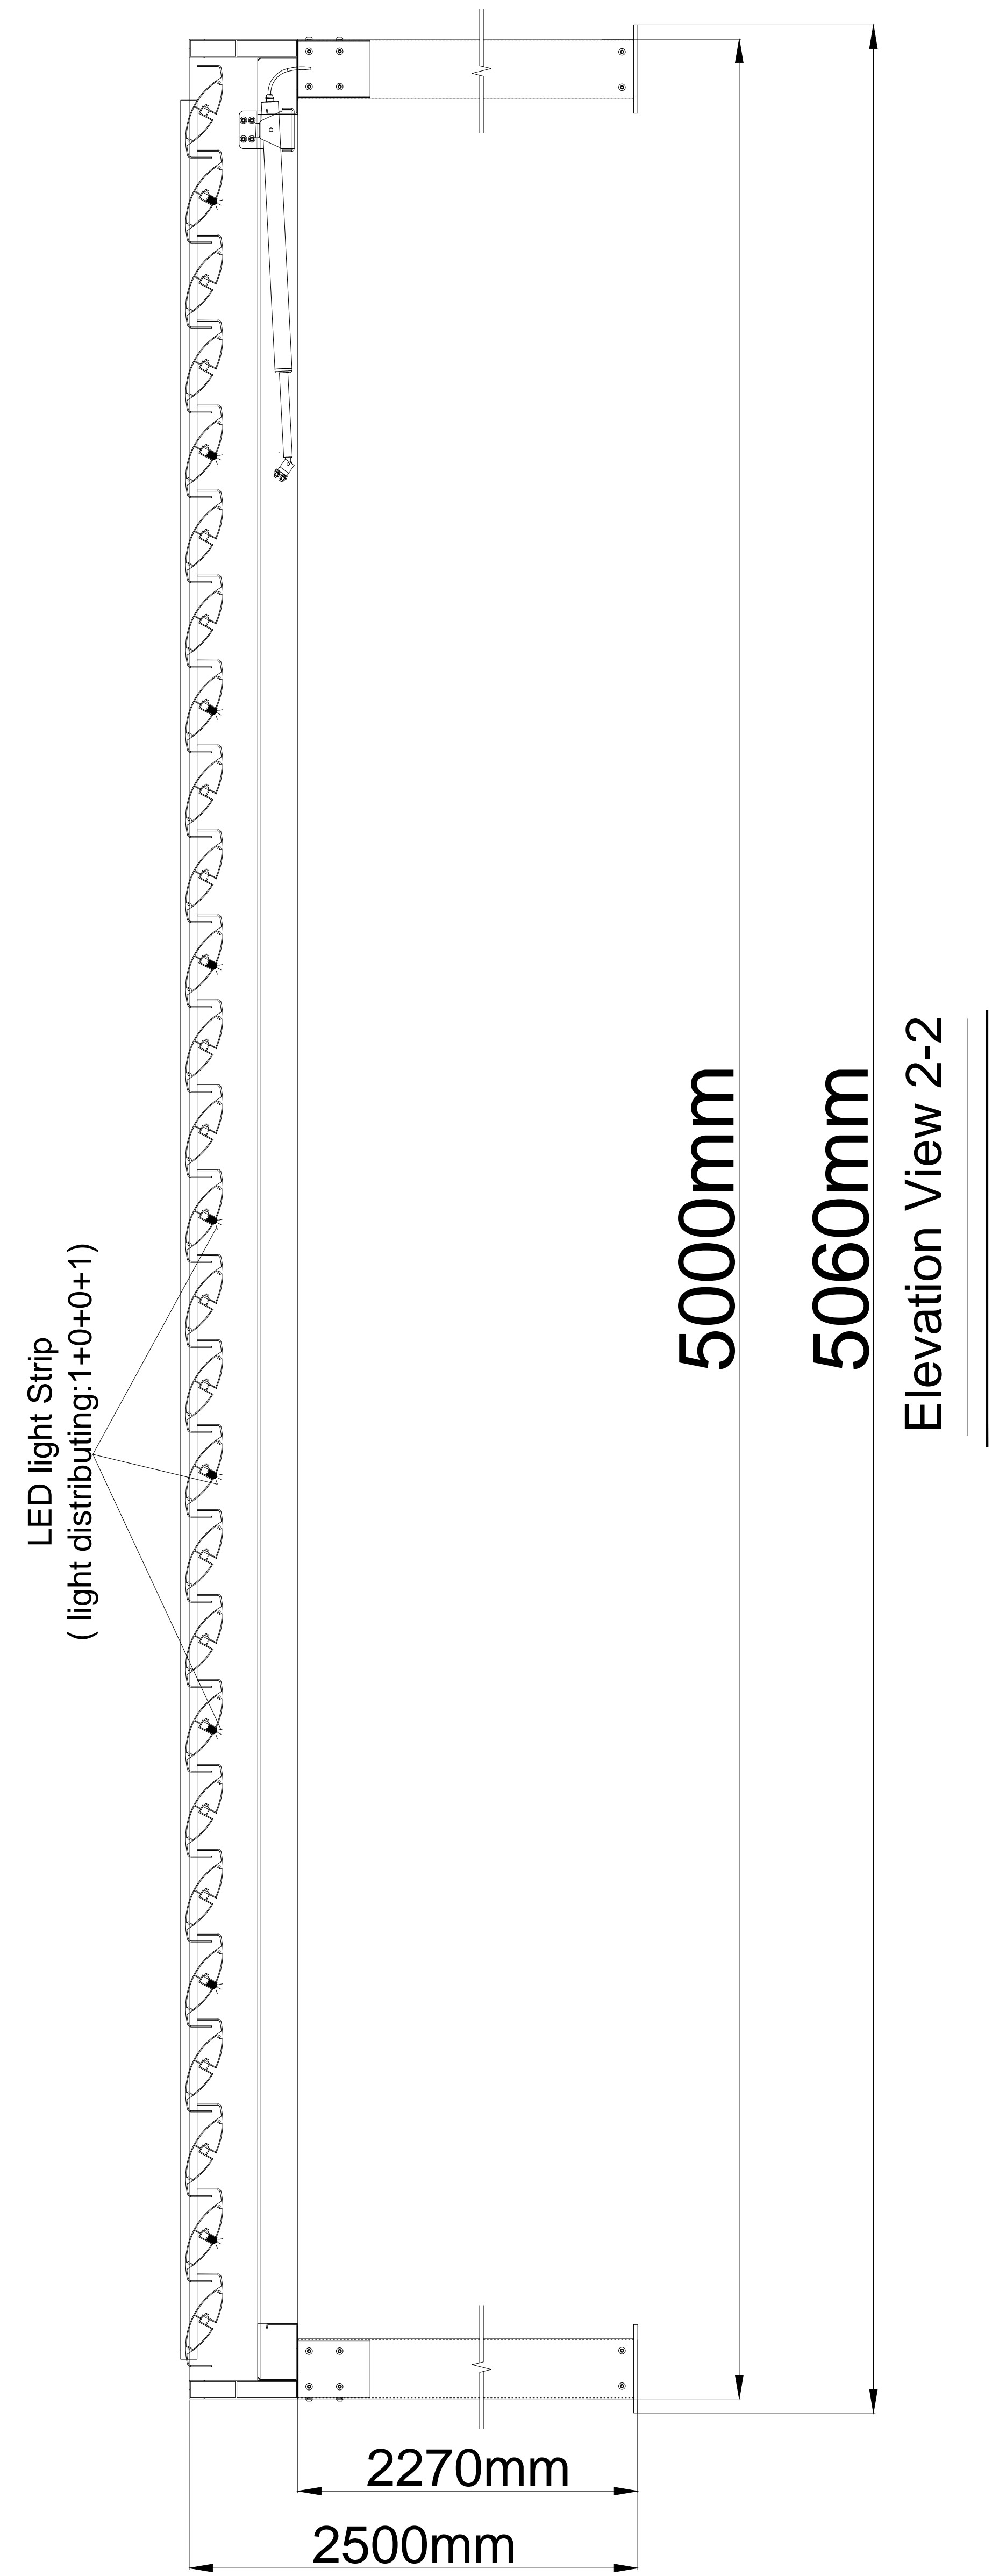 LED light Strip
( light distributing:1+0+0+1)
5000mm
5060mm
Elevation View 2-2
2270mm
2500mm